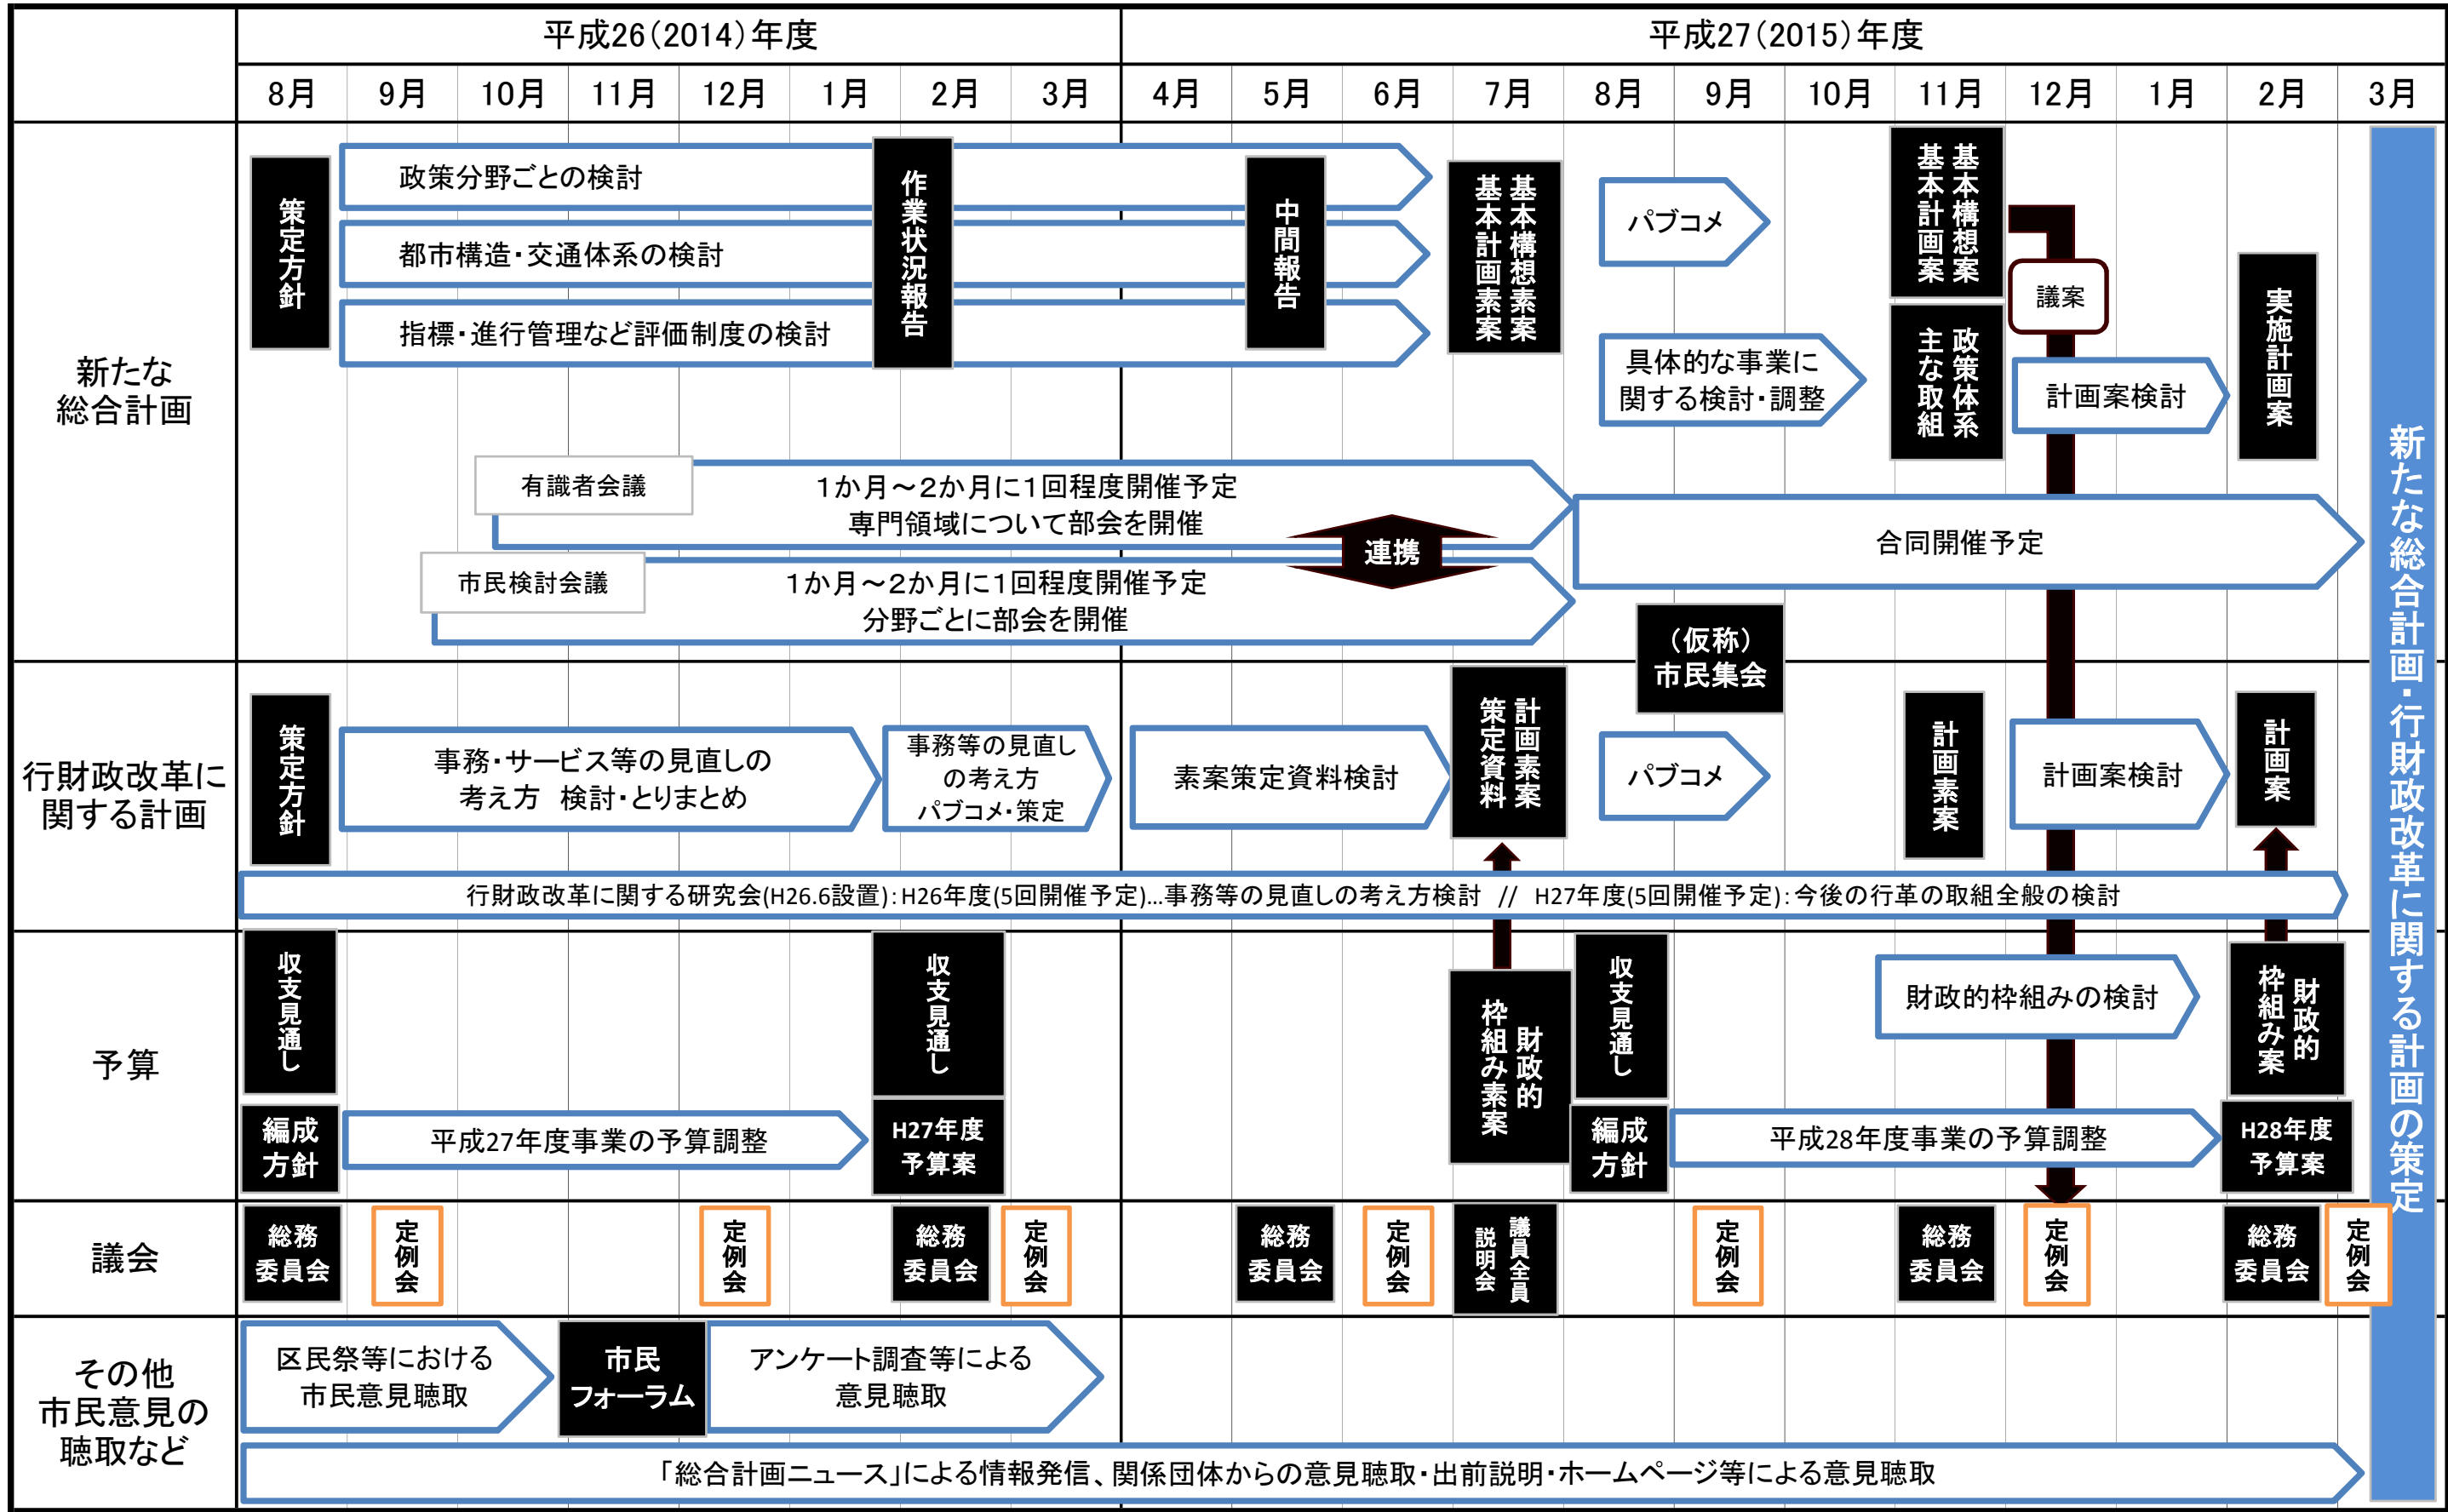 平成26(2014)年度
平成27(2015)年度
8月
9月
10月
11月
12月
1月
2月
3月
4月
5月
6月
7月
8月
9月
10月
11月
12月
1月
2月
3月
新たな
総合計画
策定方針
政策分野ごとの検討
都市構造・交通体系の検討
指標・進行管理など評価制度の検討
作業状況報告
中間報告
基本構想素案
基本計画素案
パブコメ
具体的な事業に
関する検討・調整
基本構想案
基本計画案
政策体系
主な取組
議案
計画案検討
実施計画案
有識者会議
1か月～2か月に1回程度開催予定
専門領域について部会を開催
連携
市民検討会議
1か月～2か月に1回程度開催予定
分野ごとに部会を開催
合同開催予定
(仮称)
市民集会
新たな総合計画・行財政改革に関する計画の策定
行財政改革に
関する計画
策定方針
事務・サービス等の見直しの
考え方　検討・とりまとめ
事務等の見直し
の考え方
パブコメ・策定
素案策定資料検討
計画素案
策定資料
パブコメ
計画素案
計画案検討
計画案
行財政改革に関する研究会(H26.6設置):H26年度(5回開催予定)…事務等の見直しの考え方検討 // H27年度(5回開催予定):今後の行革の取組全般の検討
予算
収支見通し
編成
方針
平成27年度事業の予算調整
収支見通し
H27年度
予算案
財政的
枠組み素案
収支見通し
編成
方針
財政的枠組みの検討
平成28年度事業の予算調整
財政的
枠組み案
H28年度
予算案
議会
総務
委員会
定例会
定例会
総務
委員会
定例会
総務
委員会
定例会
議員全員
説明会
定例会
総務
委員会
定例会
総務
委員会
定例会
その他
市民意見の
聴取など
区民祭等における
市民意見聴取
市民
フォーラム
アンケート調査等による
意見聴取
「総合計画ニュース」による情報発信、関係団体からの意見聴取・出前説明・ホームページ等による意見聴取